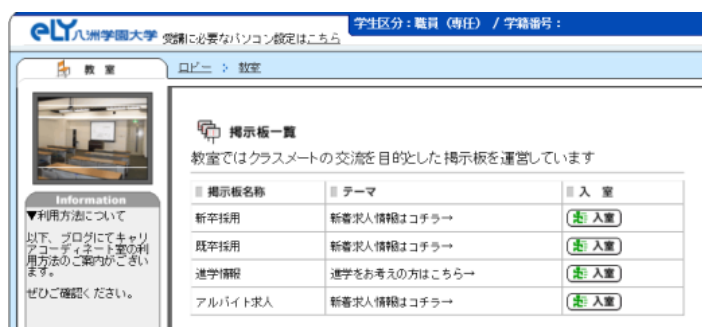 学生区分：職員（専任） / 学籍番号：
eLY八洲学園大学 受講に必要なパソコン設定はこちら
教 室
ロビー > 教室
掲示板一覧
教室ではクラスメートの交流を目的とした掲示板を運営しています
掲示板名称 テーマ 入 室
新卒採用 新着求人情報はコチラ→ 入室
既卒採用 新着求人情報はコチラ→ 入室
進学情報 進学をお考えの方はこちら→ 入室
アルバイト求人 新着求人情報はコチラ→ 入室
Information
▼利用方法について
以下、ブログにてキャリ
アコーディネート室の利
用方法のご案内がござい
ます。
ぜひご確認ください。